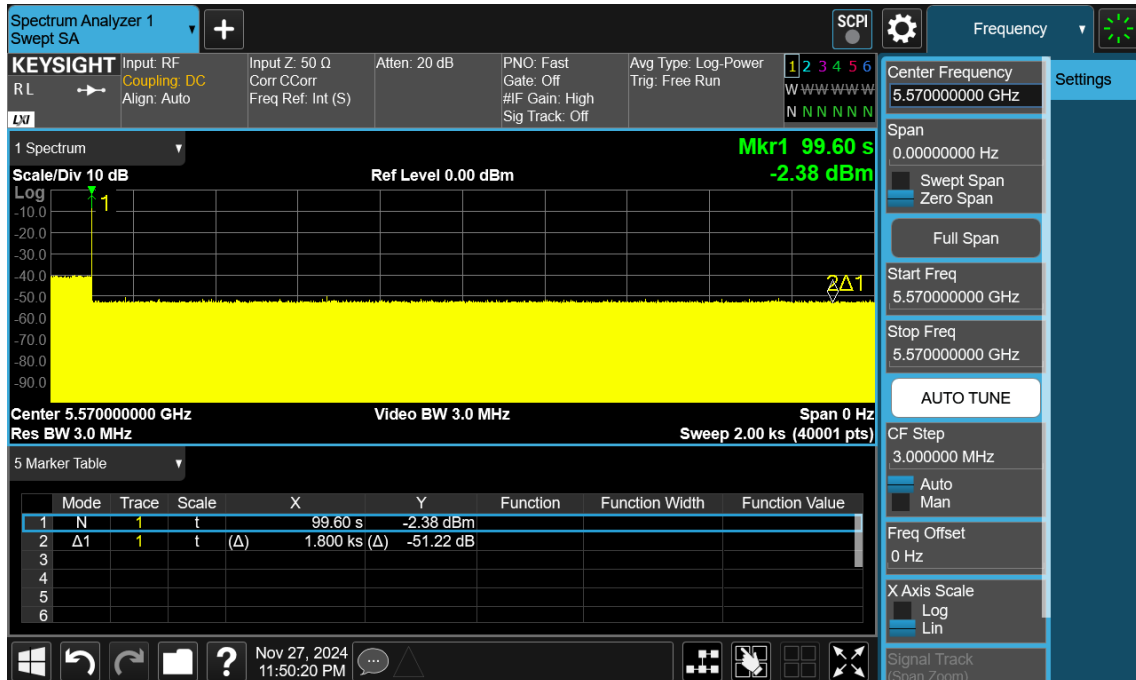 Spectrum Analyzer 1
Swept SA
+
SCPI
Frequency
KEYSIGHT
RL
LXI
Input: RF
Coupling: DC
Align: Auto
Input Z: 50 Ω
Corr CCorr
Freq Ref: Int (S)
Atten: 20 dB
PNO: Fast
Gate: Off
#IF Gain: High
Sig Track: Off
Avg Type: Log-Power
Trig: Free Run
1 2 3 4 5 6
W W W W W W
N N N N N N
1 Spectrum
Mkr1 99.60 s
-2.38 dBm
Scale/Div 10 dB
Ref Level 0.00 dBm
Log
-10.0
-20.0
-30.0
-40.0
-50.0
-60.0
-70.0
-80.0
-90.0
1
2Δ1
Center 5.570000000 GHz
Video BW 3.0 MHz
Span 0 Hz
Res BW 3.0 MHz
Sweep 2.00 ks (40001 pts)
5 Marker Table
Mode Trace Scale X Y Function Function Width Function Value
1 N 1 t 99.60 s -2.38 dBm
2 Δ1 1 t (Δ) 1.800 ks (Δ) -51.22 dB
3
4
5
6
?
Nov 27, 2024
11:50:20 PM
Center Frequency
5.570000000 GHz
Span
0.00000000 Hz
Swept Span
Zero Span
Full Span
Start Freq
5.570000000 GHz
Stop Freq
5.570000000 GHz
AUTO TUNE
CF Step
3.000000 MHz
Auto
Man
Freq Offset
0 Hz
X Axis Scale
Log
Lin
Signal Track
(Span Zoom)
Settings